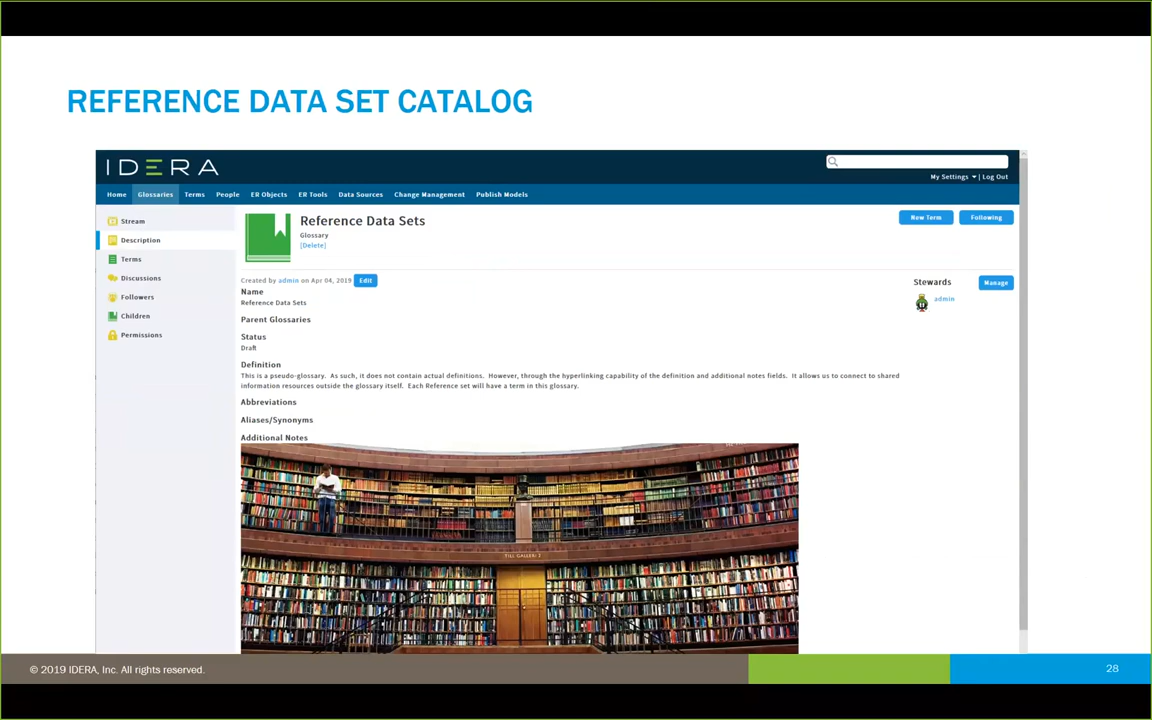 REFERENCE DATA SET CATALOG
IDERA
My Settings | Log Out
Home Glossaries Terms People ER Objects ER Tools Data Sources Change Management Publish Models
Stream
Description
Terms
Discussions
Followers
Children
Permissions
Reference Data Sets
Glossary
[Delete]
New Term Following
Created by admin on Apr 04, 2019 Edit
Stewards Manage
admin
Name
Reference Data Sets
Parent Glossaries
Status
Draft
Definition
This is a pseudo-glossary. As such, it does not contain actual definitions. However, through the hyperlinking capability of the definition and additional notes fields. It allows us to connect to shared
information resources outside the glossary itself. Each Reference set will have a term in this glossary.
Abbreviations
Aliases/Synonyms
Additional Notes
© 2019 IDERA, Inc. All rights reserved.
28